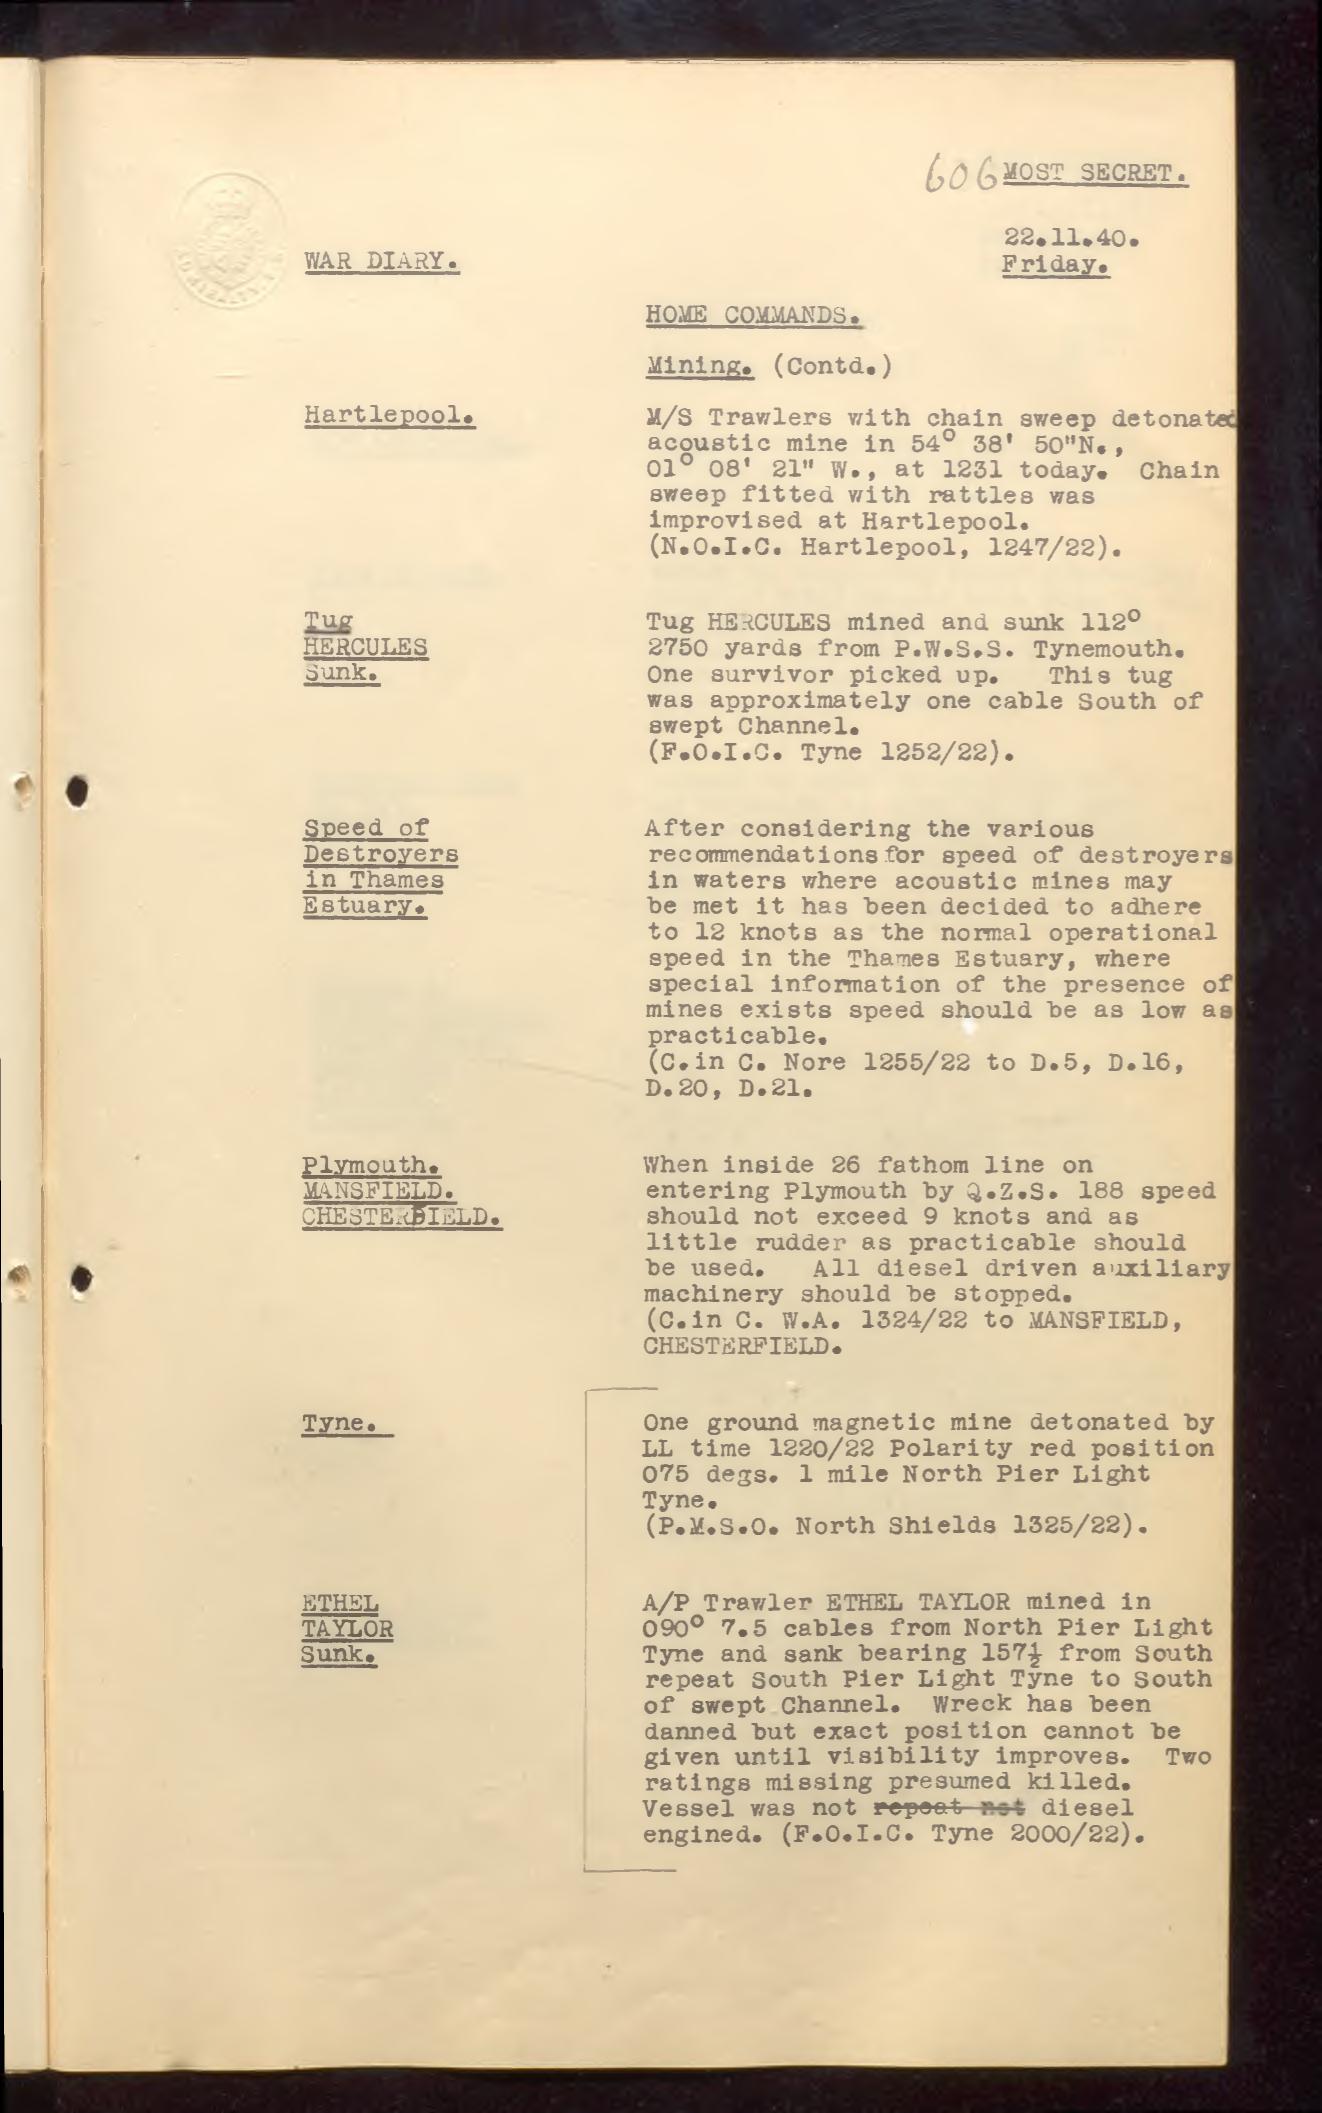 606 MOST SECRET.
22.11.40.
WAR DIARY.
Friday.
HOME COMMANDS.
Mining. (Contd.)
Hartlepool.
M/S Trawlers with chain sweep detonated
acoustic mine in 54° 38' 50"N.,
01° 08' 21" W., at 1231 today. Chain
sweep fitted with rattles was
improvised at Hartlepool.
(N.O.I.C. Hartlepool, 1247/22).
Tug
HERCULES
Sunk.
Tug HERCULES mined and sunk 112°
2750 yards from P.W.S.S. Tynemouth.
One survivor picked up. This tug
was approximately one cable South of
swept Channel.
(F.O.I.C. Tyne 1252/22).
Speed of
Destroyers
in Thames
Estuary.
After considering the various
recommendations for speed of destroyers
in waters where acoustic mines may
be met it has been decided to adhere
to 12 knots as the normal operational
speed in the Thames Estuary, where
special information of the presence of
mines exists speed should be as low as
practicable.
(C.in C. Nore 1255/22 to D.5, D.16,
D.20, D.21.
Plymouth.
MANSFIELD.
CHESTERFIELD.
When inside 26 fathom line on
entering Plymouth by Q.Z.S. 188 speed
should not exceed 9 knots and as
little rudder as practicable should
be used. All diesel driven auxiliary
machinery should be stopped.
(C.in C. W.A. 1324/22 to MANSFIELD,
CHESTERFIELD.
Tyne.
One ground magnetic mine detonated by
LL time 1220/22 Polarity red position
075 degs. 1 mile North Pier Light
Tyne.
(P.M.S.O. North Shields 1325/22).
ETHEL
TAYLOR
Sunk.
A/P Trawler ETHEL TAYLOR mined in
090° 7.5 cables from North Pier Light
Tyne and sank bearing 157½ from South
repeat South Pier Light Tyne to South
of swept Channel. Wreck has been
danned but exact position cannot be
given until visibility improves. Two
ratings missing presumed killed.
Vessel was not repeat not diesel
engined. (F.O.I.C. Tyne 2000/22).